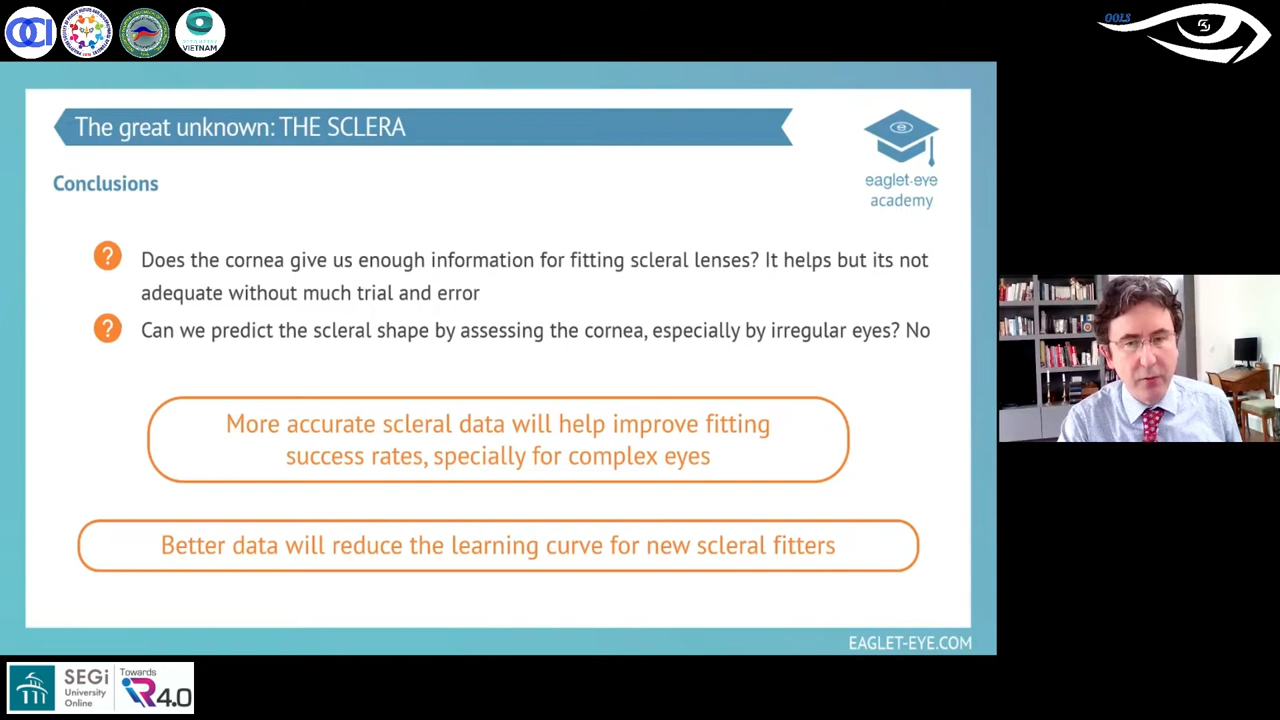 OCI
VIETNAM
OOLS
The great unknown: THE SCLERA
eaglet-eye
academy
Conclusions
? Does the cornea give us enough information for fitting scleral lenses? It helps but its not
adequate without much trial and error
? Can we predict the scleral shape by assessing the cornea, especially by irregular eyes? No
More accurate scleral data will help improve fitting
success rates, specially for complex eyes
Better data will reduce the learning curve for new scleral fitters
EAGLET-EYE.COM
SEGi
University
Online
Towards
iR4.0